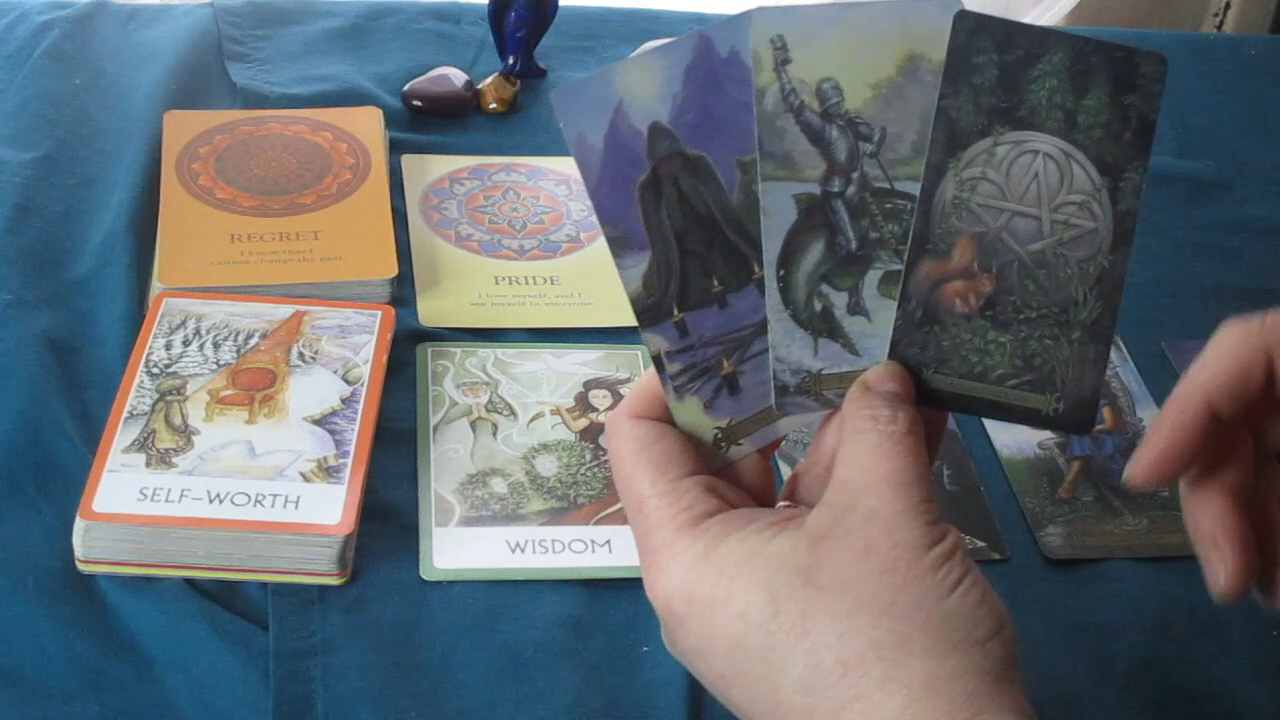 REGRET
I know that I
cannot change the past
PRIDE
I love myself, and I
see myself in everyone
SELF-WORTH
WISDOM